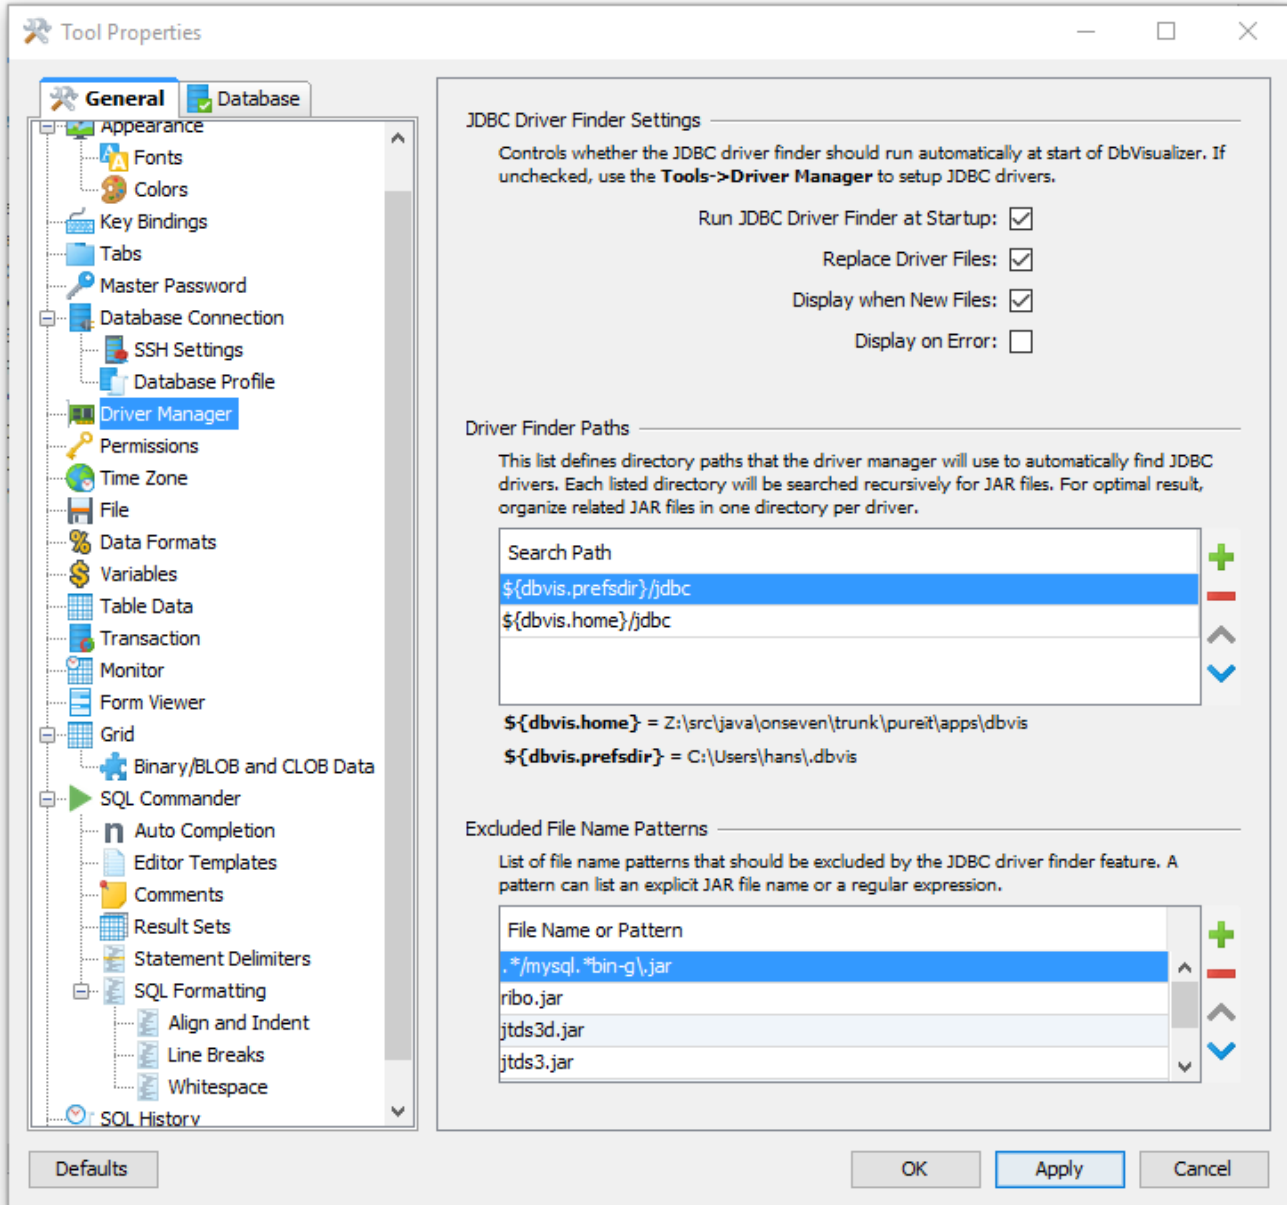 Tool Properties
General
Database
Appearance
Fonts
Colors
Key Bindings
Tabs
Master Password
Database Connection
SSH Settings
Database Profile
Driver Manager
Permissions
Time Zone
File
Data Formats
Variables
Table Data
Transaction
Monitor
Form Viewer
Grid
Binary/BLOB and CLOB Data
SQL Commander
Auto Completion
Editor Templates
Comments
Result Sets
Statement Delimiters
SQL Formatting
Align and Indent
Line Breaks
Whitespace
SQL History
JDBC Driver Finder Settings
Controls whether the JDBC driver finder should run automatically at start of DbVisualizer. If
unchecked, use the Tools->Driver Manager to setup JDBC drivers.
Run JDBC Driver Finder at Startup:
Replace Driver Files:
Display when New Files:
Display on Error:
Driver Finder Paths
This list defines directory paths that the driver manager will use to automatically find JDBC
drivers. Each listed directory will be searched recursively for JAR files. For optimal result,
organize related JAR files in one directory per driver.
Search Path
${dbvis.prefsdir}/jdbc
${dbvis.home}/jdbc
${dbvis.home} = Z:\src\java\onseven\trunk\pureit\apps\dbvis
${dbvis.prefsdir} = C:\Users\hans\.dbvis
Excluded File Name Patterns
List of file name patterns that should be excluded by the JDBC driver finder feature. A
pattern can list an explicit JAR file name or a regular expression.
File Name or Pattern
.*/mysql.*bin-g\.jar
ribo.jar
jtds3d.jar
jtds3.jar
Defaults
OK
Apply
Cancel